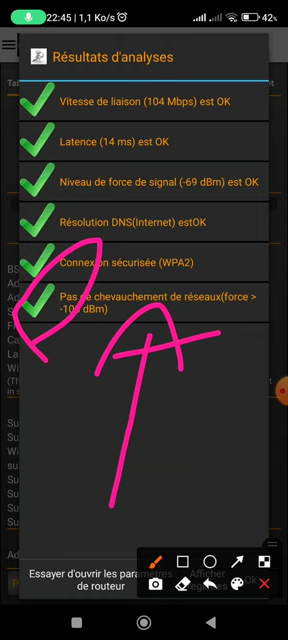 22:45 | 1,1 Ko/s
42%
Résultats d'analyses
Vitesse de liaison (104 Mbps) est OK
Latence (14 ms) est OK
Niveau de force de signal (-69 dBm) est OK
Résolution DNS(Internet) estOK
Connexion sécurisée (WPA2)
Pas de chevauchement de réseaux(force >
dBm)
Essayer d'ouvrir les paramètres
de routeur
Afficher
Ok